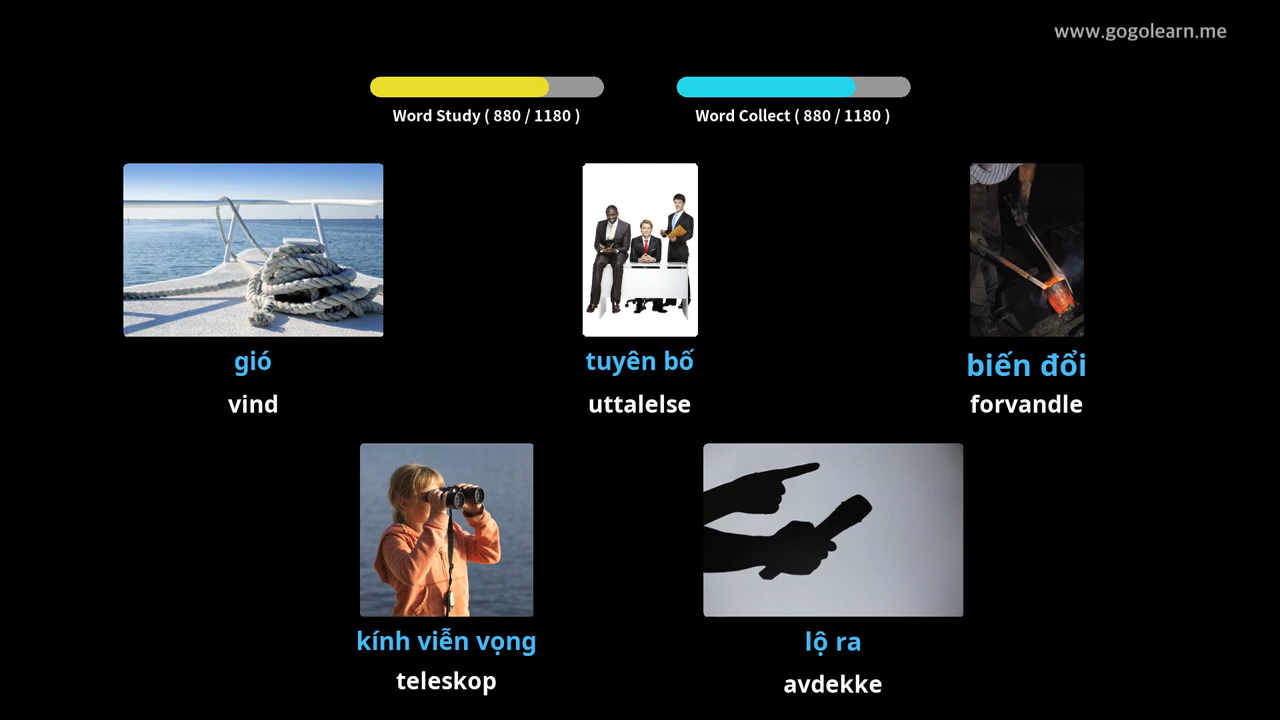 www.gogolearn.me
Word Study ( 880 / 1180 )
Word Collect ( 880 / 1180 )
gió
vind
tuyên bố
uttalelse
biến đổi
forvandle
kính viễn vọng
teleskop
lộ ra
avdekke